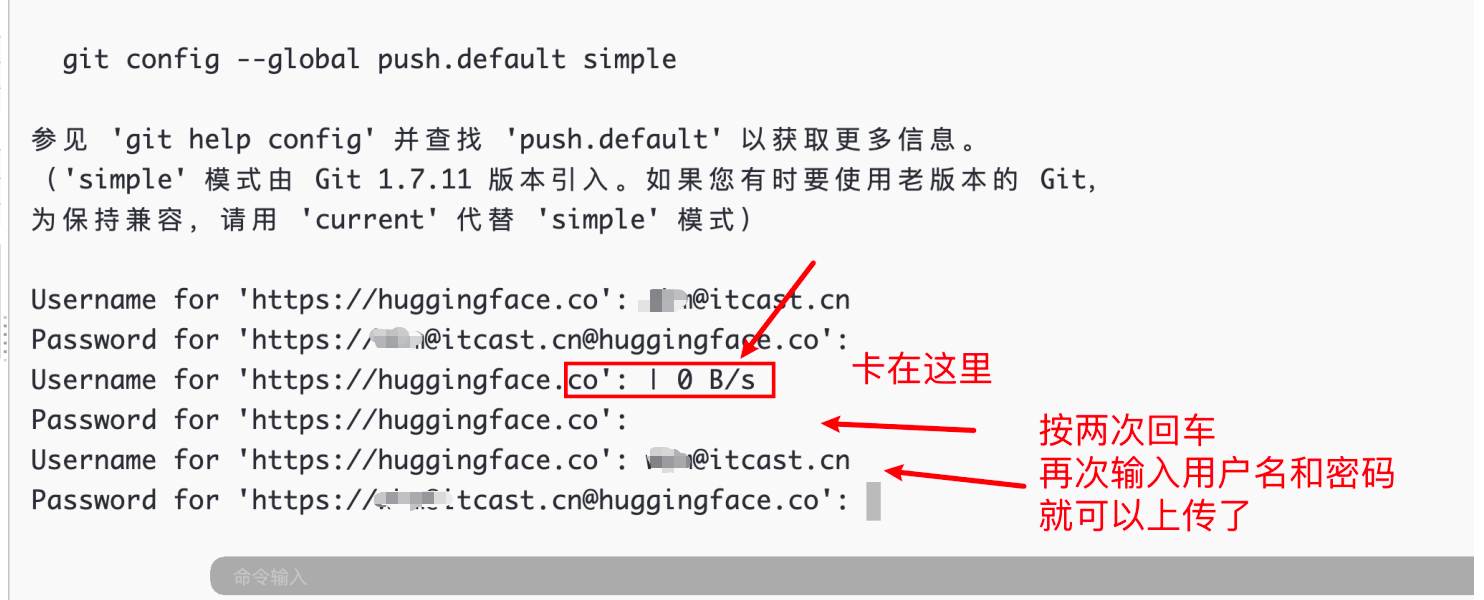 git config --global push.default simple
参见 'git help config' 并查找 'push.default' 以获取更多信息。
（'simple' 模式由 Git 1.7.11 版本引入。如果您有时要使用老版本的 Git，
为保持兼容，请用 'current' 代替 'simple' 模式）
Username for 'https://huggingface.co': @itcast.cn
Password for 'https://@itcast.cn@huggingface.co':
Username for 'https://huggingface.co': | 0 B/s
卡在这里
Password for 'https://huggingface.co':
按两次回车
Username for 'https://huggingface.co': @itcast.cn
再次输入用户名和密码
Password for 'https://itcast.cn@huggingface.co':
就可以上传了
命令输入